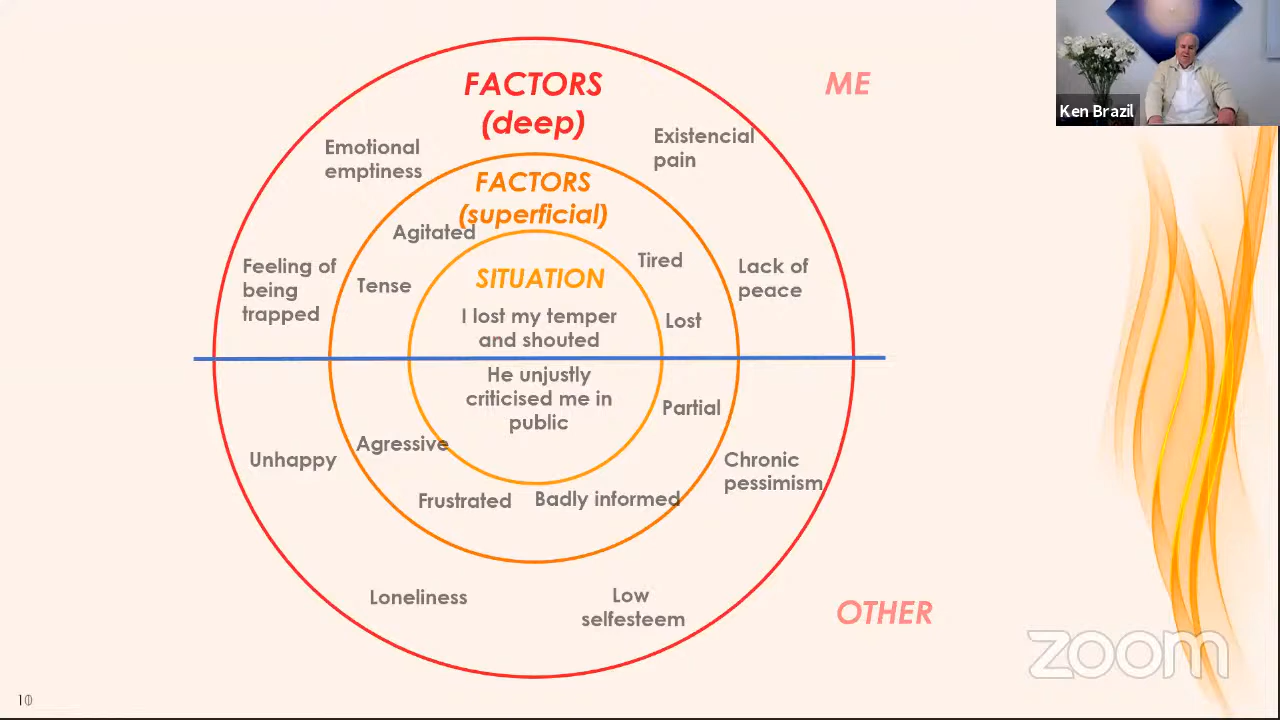 FACTORS
(deep)
ME
Ken Brazil
Emotional
emptiness
Existencial
pain
FACTORS
(superficial)
Agitated
Tired
Feeling of
being
trapped
Tense
SITUATION
Lack of
peace
I lost my temper
and shouted
Lost
He unjustly
criticised me in
public
Partial
Agressive
Unhappy
Chronic
pessimism
Frustrated
Badly informed
Loneliness
Low
selfesteem
OTHER
zoom
10